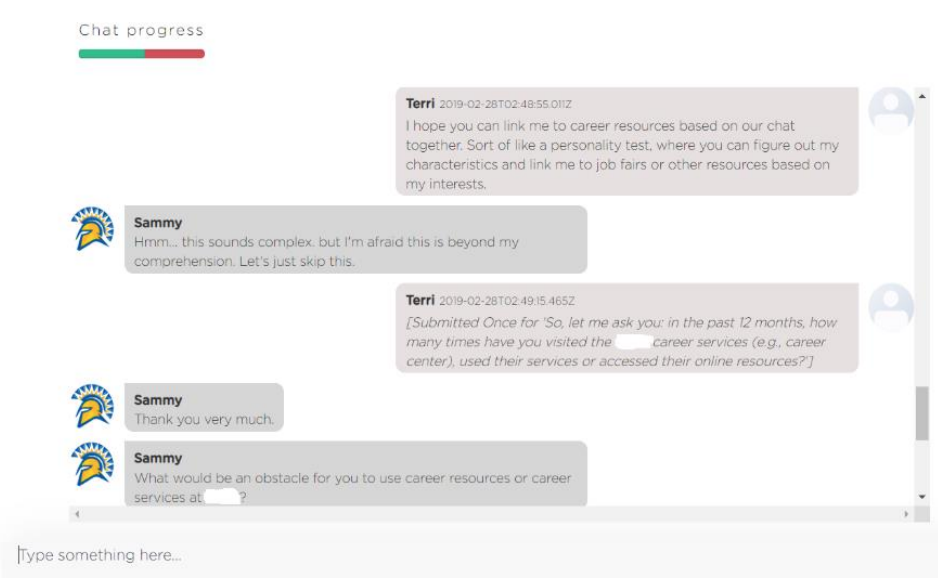 Chat progress
Terri 2019-02-28T02:48:55.011Z
I hope you can link me to career resources based on our chat
together. Sort of like a personality test, where you can figure out my
characteristics and link me to job fairs or other resources based on
my interests.
Sammy
Hmm... this sounds complex. but I'm afraid this is beyond my
comprehension. Let's just skip this.
Terri 2019-02-28T02:49:15.465Z
[Submitted Once for 'So, let me ask you: in the past 12 months, how
many times have you visited the career services (e.g., career
center), used their services or accessed their online resources?']
Sammy
Thank you very much.
Sammy
What would be an obstacle for you to use career resources or career
services at ?
Type something here...